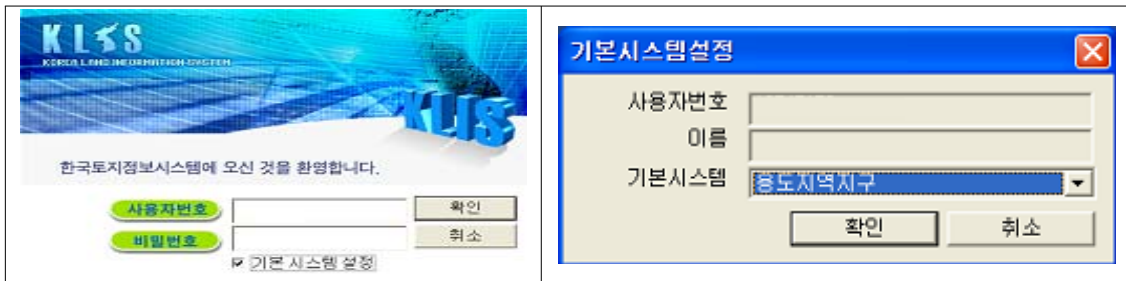 KLIS
KOREA LAND INFORMATION SYSTEM
KLIS
한국토지정보시스템에 오신 것을 환영합니다.
사용자번호
확인
비밀번호
취소
기본 시스템 설정
기본시스템설정
사용자번호
이름
기본시스템
용도지역지구
확인
취소